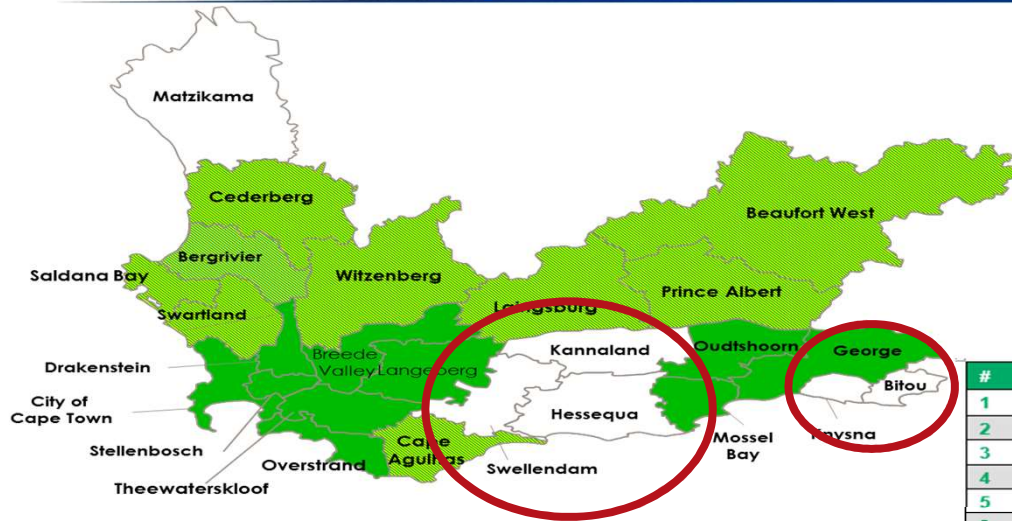 Matzikama
Cederberg
Beaufort West
Bergrivier
Saldana Bay
Witzenberg
Prince Albert
Laingsburg
Swartland
Oudtshoorn
George
Kannaland
Breede
Valley
Langeberg
Drakenstein
Bitou
City of
Cape Town
Hessequa
Stellenbosch
Mossel
Bay
Knysna
Cape
Agulhas
Overstrand
Swellendam
Theewaterskloof
#
1
2
3
4
5